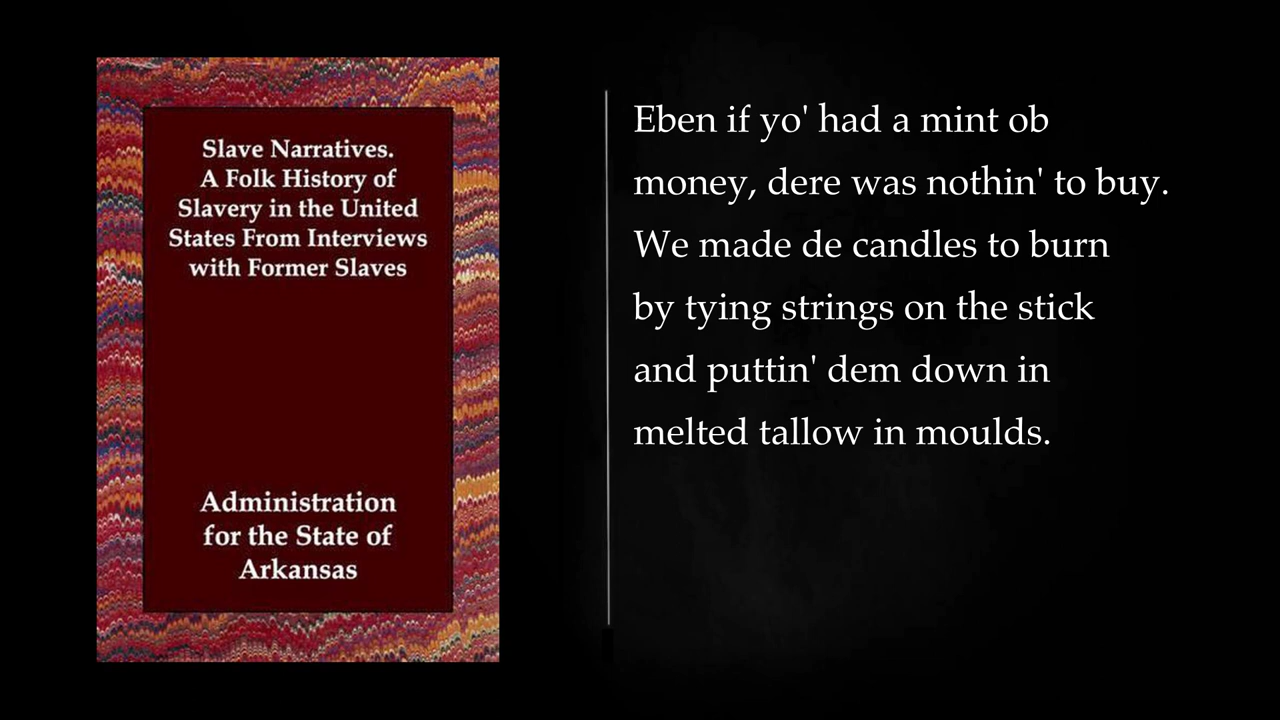 Slave Narratives.
A Folk History of
Slavery in the United
States From Interviews
with Former Slaves
Administration
for the State of
Arkansas
Eben if yo' had a mint ob
money, dere was nothin' to buy.
We made de candles to burn
by tying strings on the stick
and puttin' dem down in
melted tallow in moulds.